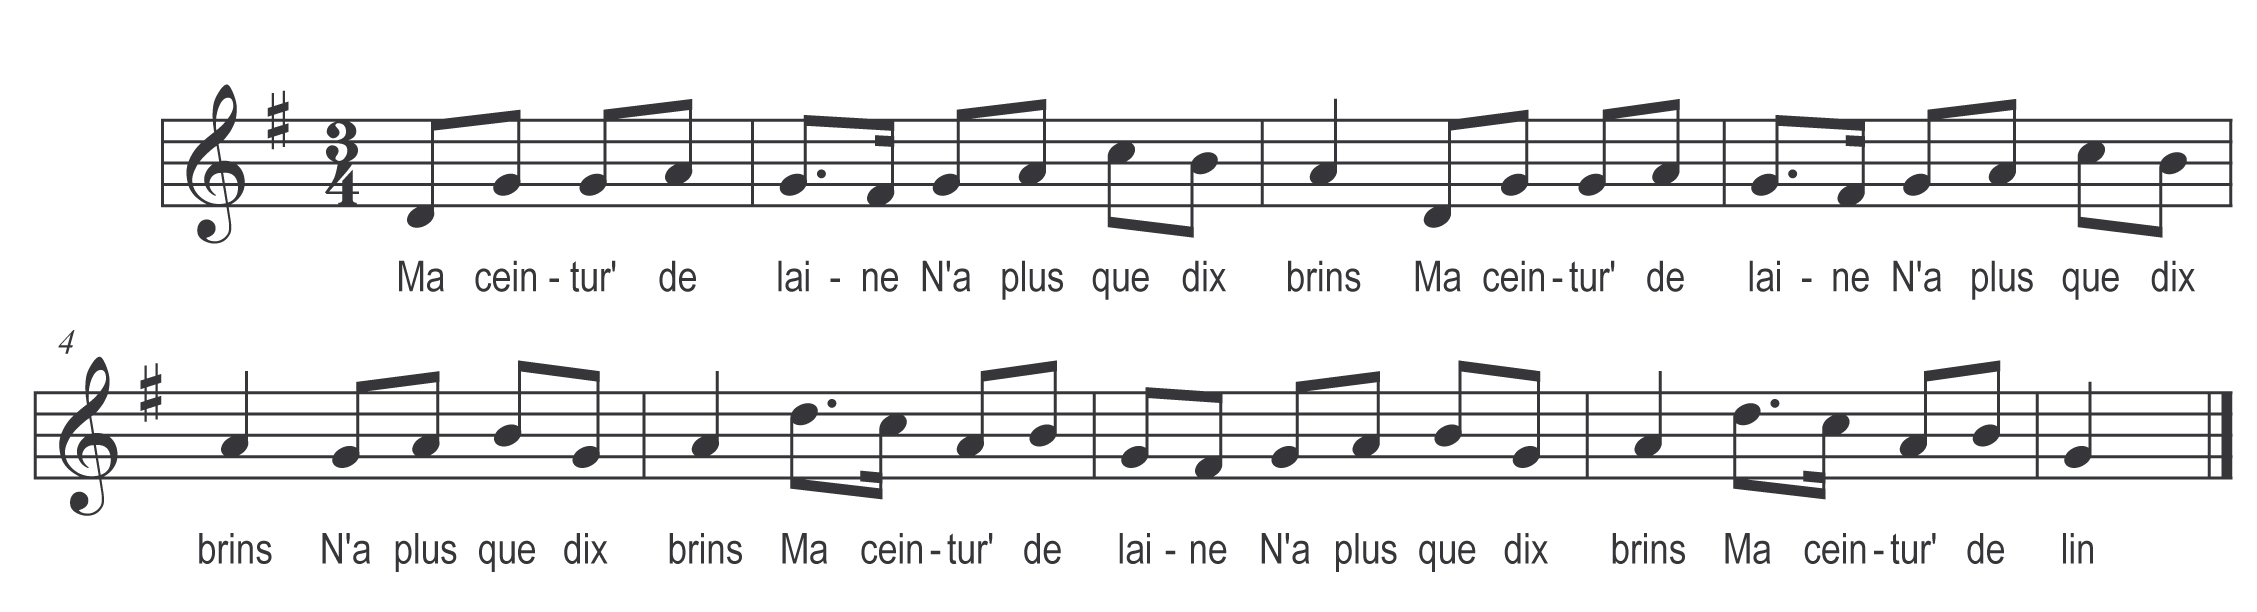 3
4
Ma cein - tur' de lai - ne N'a plus que dix brins Ma cein - tur' de lai - ne N'a plus que dix
4
brins N'a plus que dix brins Ma cein - tur' de lai - ne N'a plus que dix brins Ma cein - tur' de lin